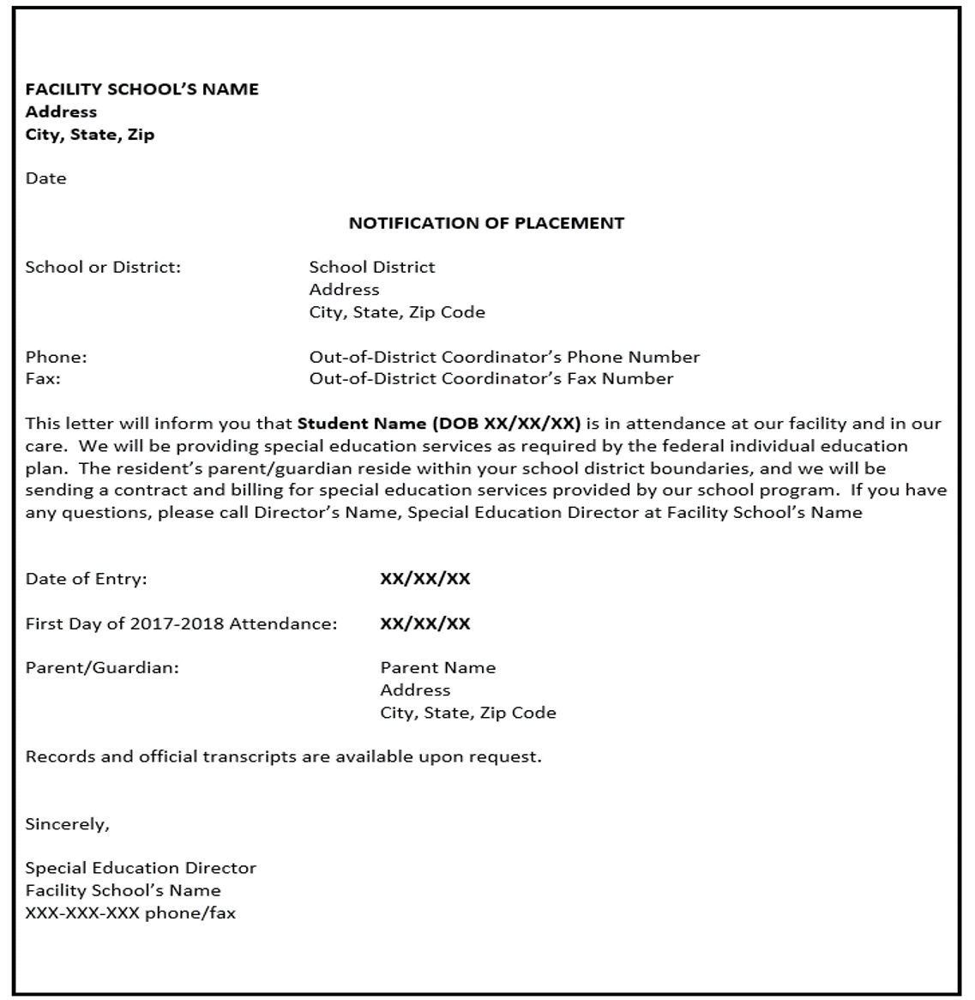 FACILITY SCHOOL’S NAME
Address
City, State, Zip
Date
NOTIFICATION OF PLACEMENT
School or District: School District
Address
City, State, Zip Code
Phone: Out-of-District Coordinator’s Phone Number
Fax: Out-of-District Coordinator’s Fax Number
This letter will inform you that Student Name (DOB XX/XX/XX) is in attendance at our facility and in our
care.  We will be providing special education services as required by the federal individual education
plan.  The resident’s parent/guardian reside within your school district boundaries, and we will be
sending a contract and billing for special education services provided by our school program.  If you have
any questions, please call Director’s Name, Special Education Director at Facility School’s Name
Date of Entry: XX/XX/XX
First Day of 2017-2018 Attendance: XX/XX/XX
Parent/Guardian: Parent Name
Address
City, State, Zip Code
Records and official transcripts are available upon request.
Sincerely,
Special Education Director
Facility School’s Name
XXX-XXX-XXX phone/fax